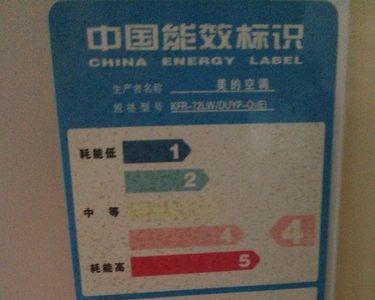 中国能效标识
CHINA ENERGY LABEL
生产者名称 美的空调
规格型号 KFR-72LW/DUYP-Q(E)
耗能低 1
2
中等
4 4
耗能高 5